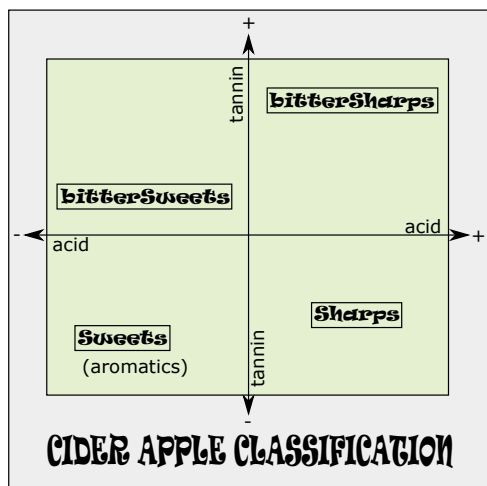 +
tannin
bitterSharps
bitterSweets
- acid
acid +
Sharps
Sweets
(aromatics)
tannin
-
CIDER APPLE CLASSIFICATION